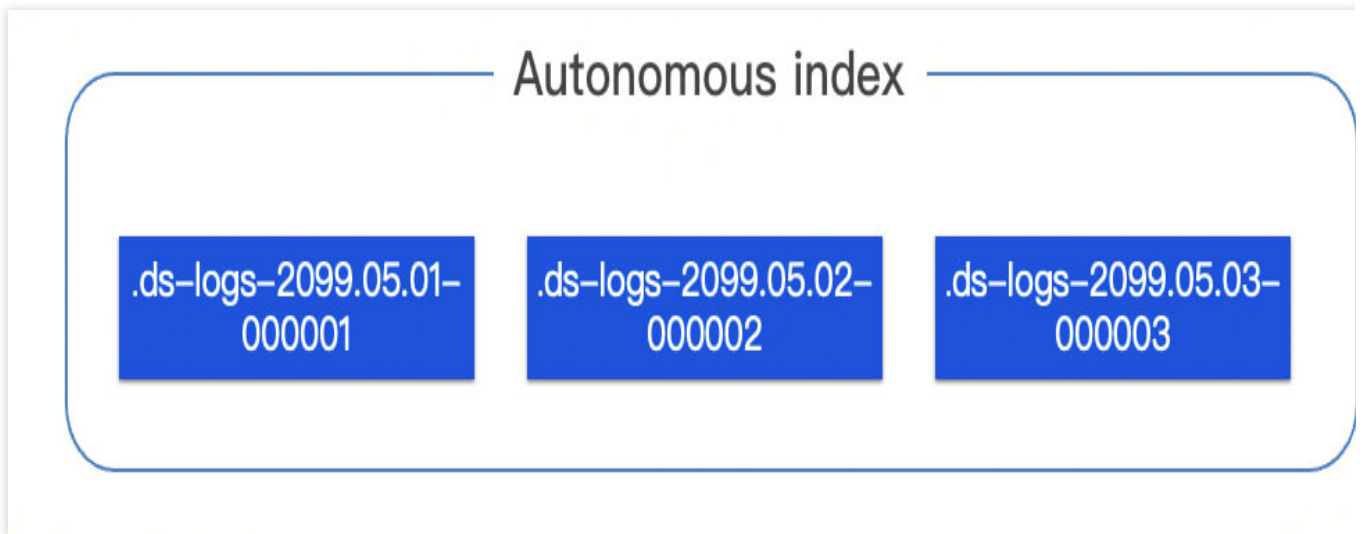 Autonomous index
.ds-logs-2099.05.01-
000001
.ds-logs-2099.05.02-
000002
.ds-logs-2099.05.03-
000003